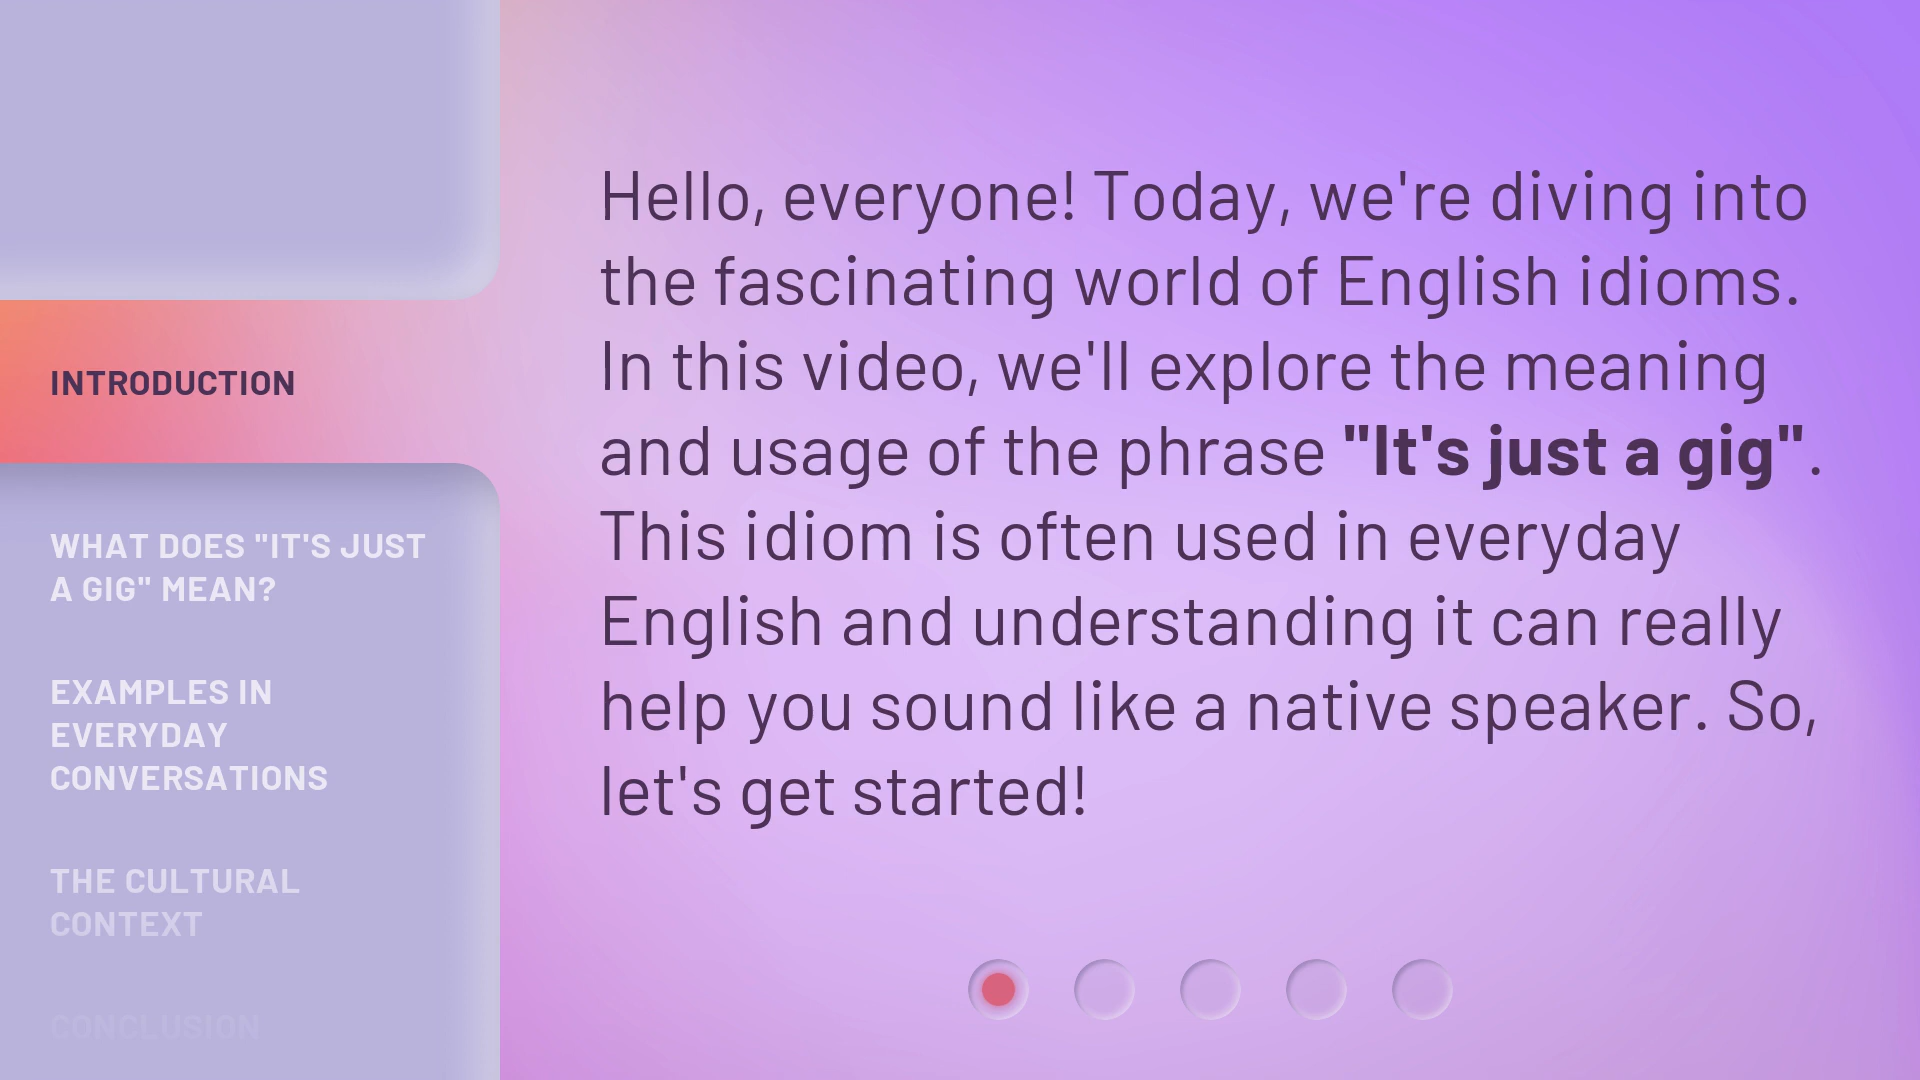 INTRODUCTION
WHAT DOES "IT'S JUST
A GIG" MEAN?
EXAMPLES IN
EVERYDAY
CONVERSATIONS
THE CULTURAL
CONTEXT
CONCLUSION
Hello, everyone! Today, we're diving into
the fascinating world of English idioms.
In this video, we'll explore the meaning
and usage of the phrase "It's just a gig".
This idiom is often used in everyday
English and understanding it can really
help you sound like a native speaker. So,
let's get started!